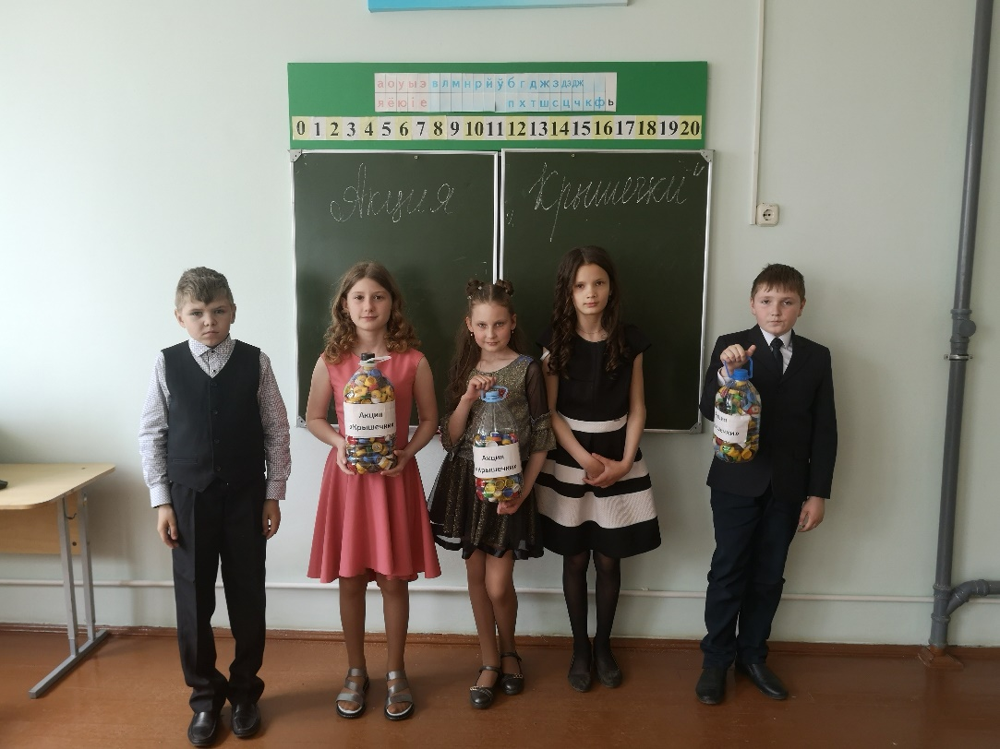 а о у ы э в л м н р й ў б г д ж з дз дж
я ё ю і е п х т ш с ц ч к ф ь
0 1 2 3 4 5 6 7 8 9 10 11 12 13 14 15 16 17 18 19 20
Акция „Крышечки"
Акция
«Крышечки»
Акция
«Крышечки»